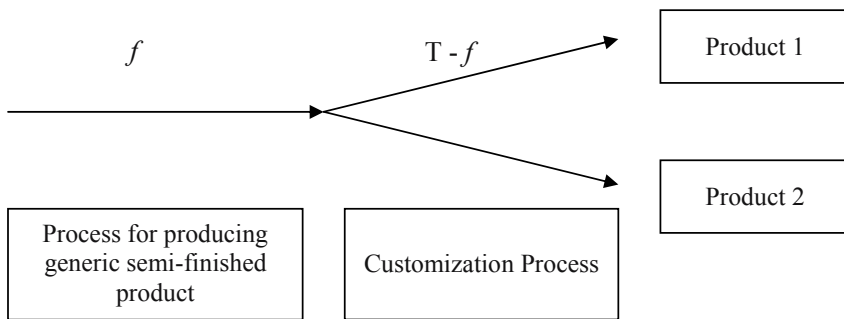 f
T - f
Product 1
Product 2
Process for producing
generic semi-finished
product
Customization Process